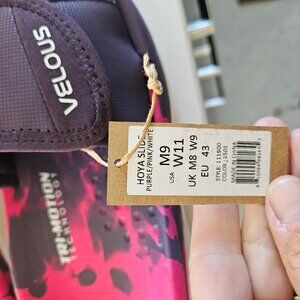 VELOUS
HOYA SLIDE
PURPLE/PINK/WHITE
M9
USA W11
UK M8 W9
EU 43
STYLE: 111900
TRI-MOTION
TECHNOLOGY